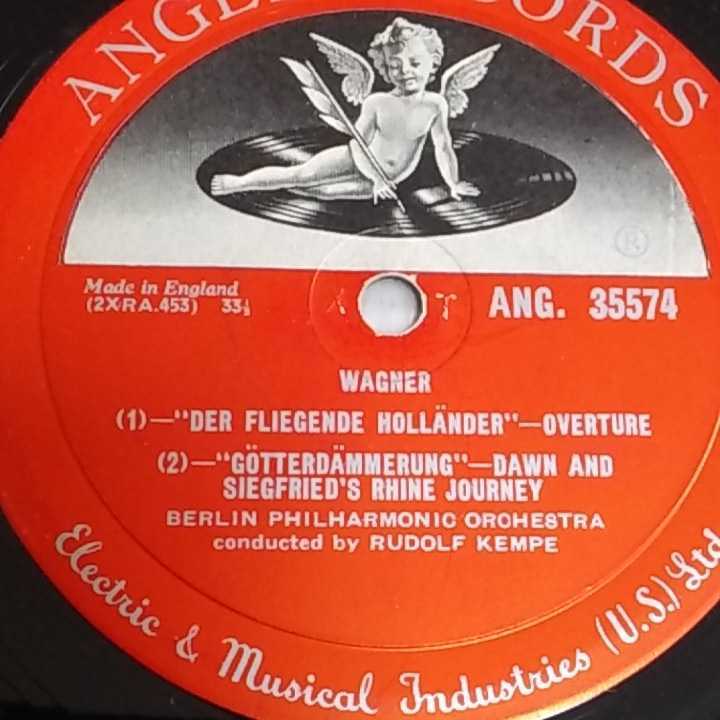 ANGEL RECORDS
®
Made in England
(2XRA.453) 33⅓
ANG. 35574
WAGNER
(1)—"DER FLIEGENDE HOLLÄNDER"—OVERTURE
(2)—"GÖTTERDÄMMERUNG"—DAWN AND
SIEGFRIED'S RHINE JOURNEY
BERLIN PHILHARMONIC ORCHESTRA
conducted by RUDOLF KEMPE
Electric & Musical Industries (U.S.) Ltd